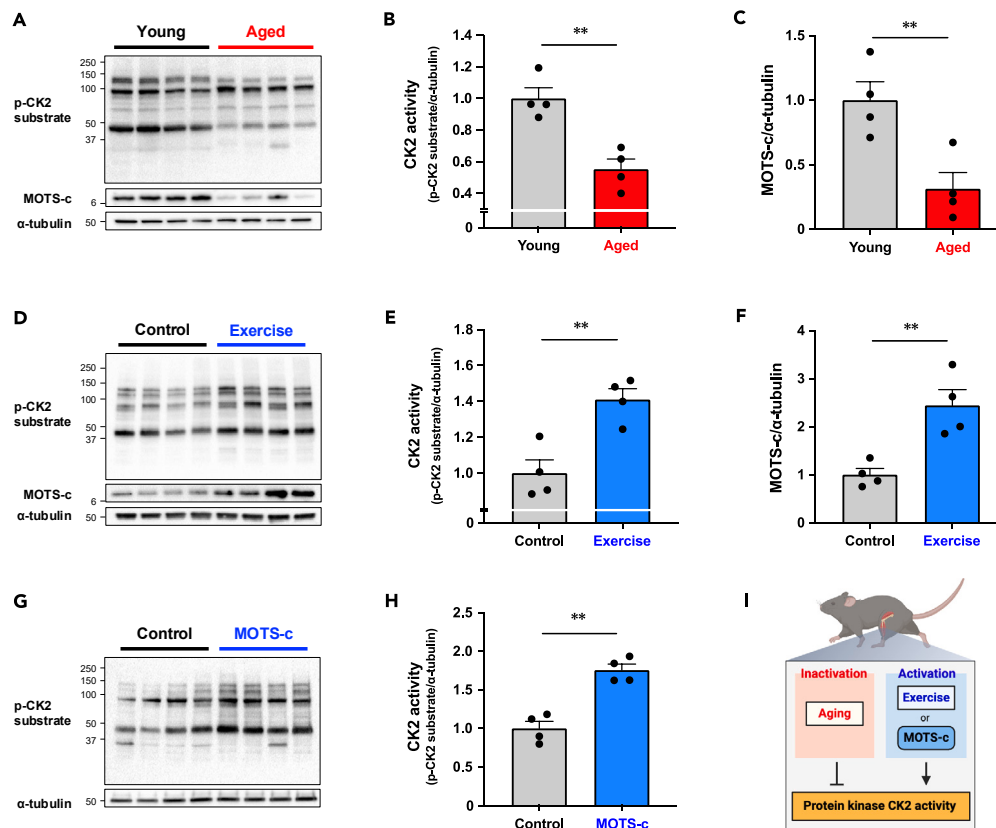 A
Young Aged
250
150
100
50
37
p-CK2
substrate
MOTS-c
6
α-tubulin
50
B
**
CK2 activity
(p-CK2 substrate/α-tubulin)
1.4
1.2
1.0
0.8
0.6
0.4
0
Young Aged
C
**
MOTS-c/α-tubulin
1.5
1.0
0.5
0
Young Aged
D
Control Exercise
250
150
100
50
37
p-CK2
substrate
MOTS-c
6
α-tubulin
50
E
**
CK2 activity
(p-CK2 substrate/α-tubulin)
1.8
1.6
1.4
1.2
1.0
0
Control Exercise
F
**
MOTS-c/α-tubulin
4
3
2
1
0
Control Exercise
G
Control MOTS-c
250
150
100
50
37
p-CK2
substrate
α-tubulin
50
H
**
CK2 activity
(p-CK2 substrate/α-tubulin)
2.5
2.0
1.5
1.0
0.5
0
Control MOTS-c
I
Inactivation
Aging
Activation
Exercise
or
MOTS-c
Protein kinase CK2 activity